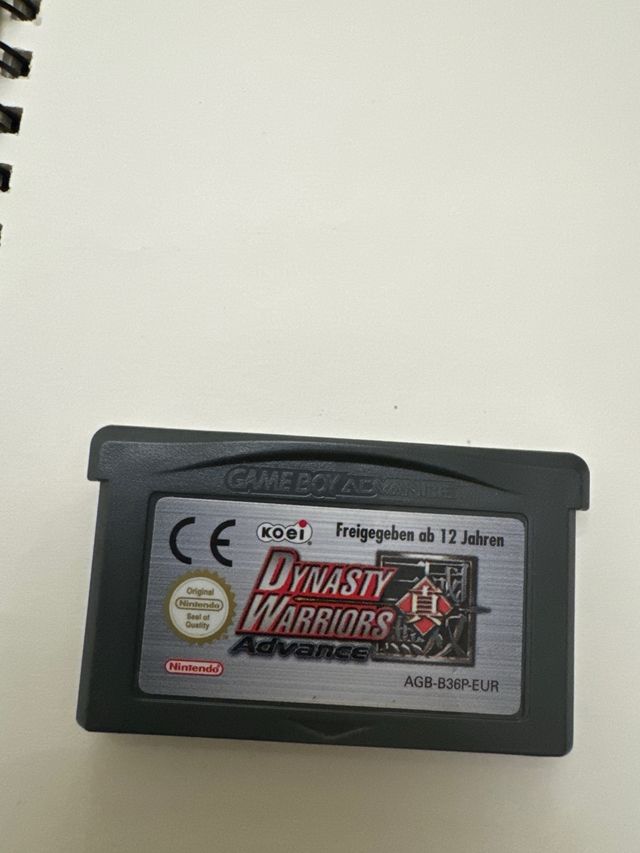 GAME BOY ADVANCE
CE
KOEI
Freigegeben ab 12 Jahren
Original
Nintendo
Seal of
Quality
DYNASTY
WARRIORS
Advance
真
Nintendo
AGB-B36P-EUR